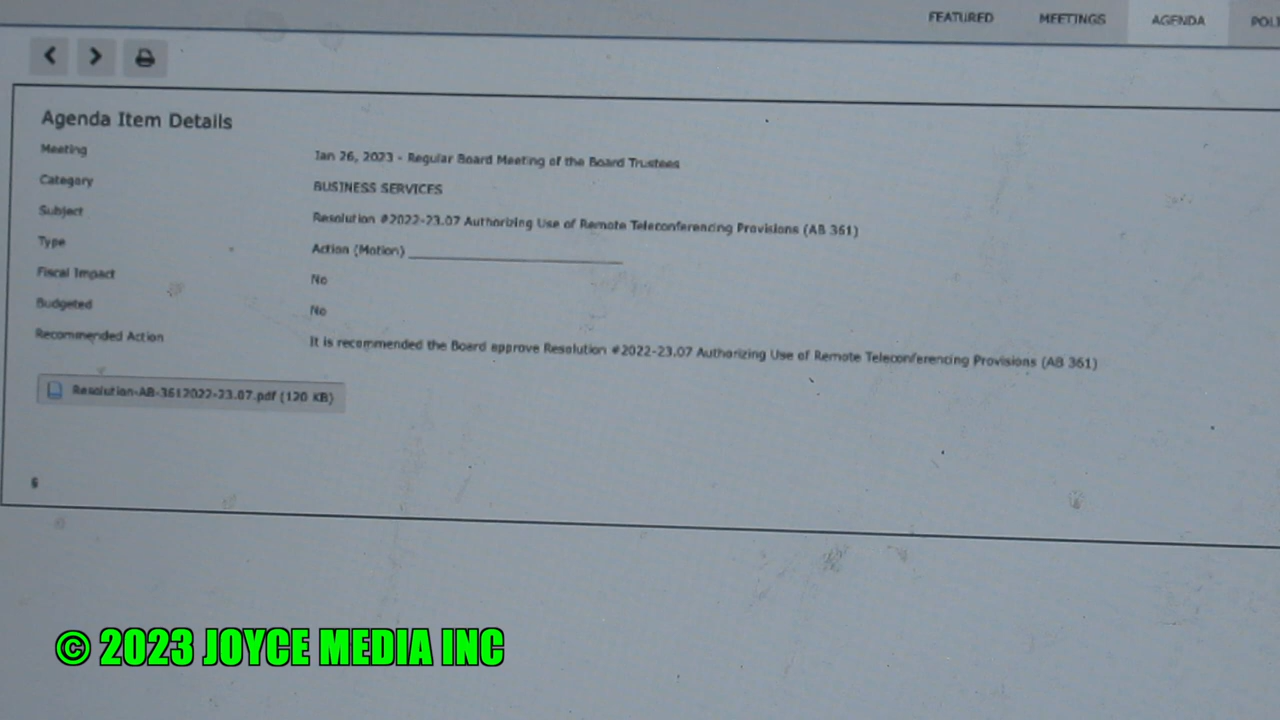 FEATURED MEETINGS AGENDA
Agenda Item Details
Meeting Jan 26, 2023 - Regular Board Meeting of the Board Trustees
Category BUSINESS SERVICES
Subject Resolution #2022-23.07 Authorizing Use of Remote Teleconferencing Provisions (AB 361)
Type Action (Motion) ____________________
Fiscal Impact No
Budgeted No
Recommended Action It is recommended the Board approve Resolution #2022-23.07 Authorizing Use of Remote Teleconferencing Provisions (AB 361)
Resolution-AB-3612022-23.07.pdf (120 KB)
© 2023 JOYCE MEDIA INC